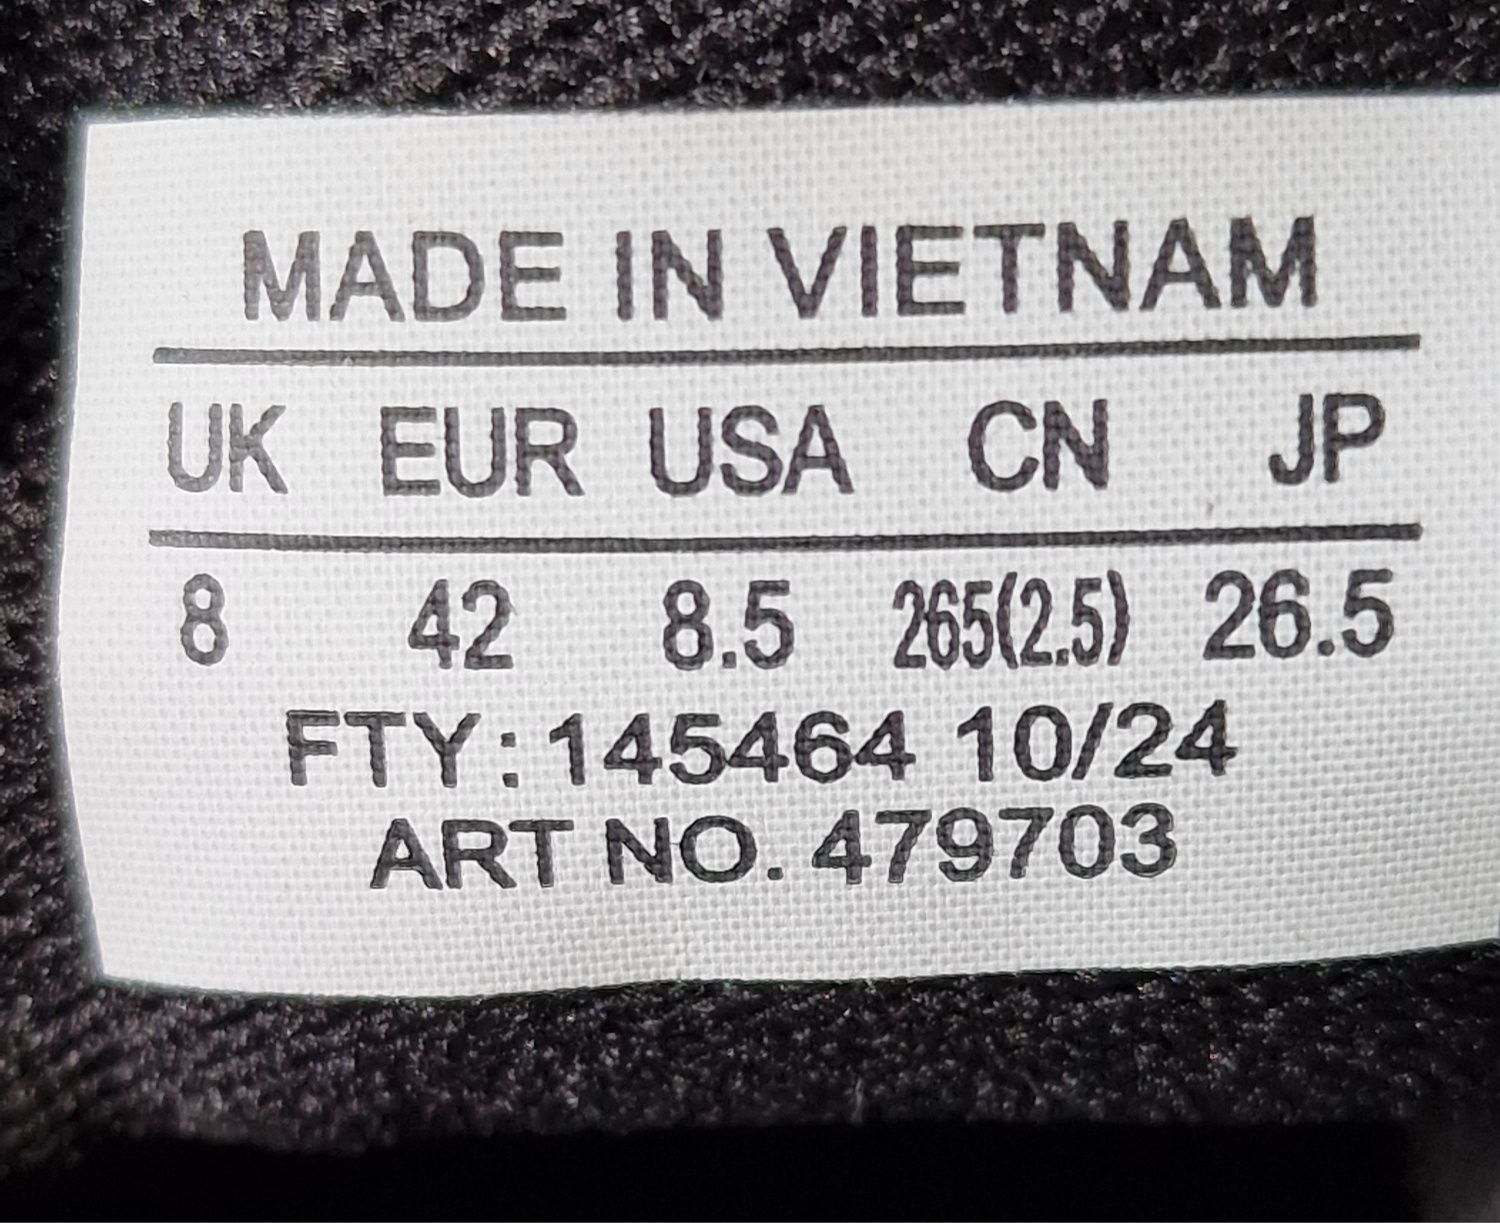 MADE IN VIETNAM
UK EUR USA CN JP
8 42 8.5 265(2.5) 26.5
FTY: 145464 10/24
ART NO. 479703